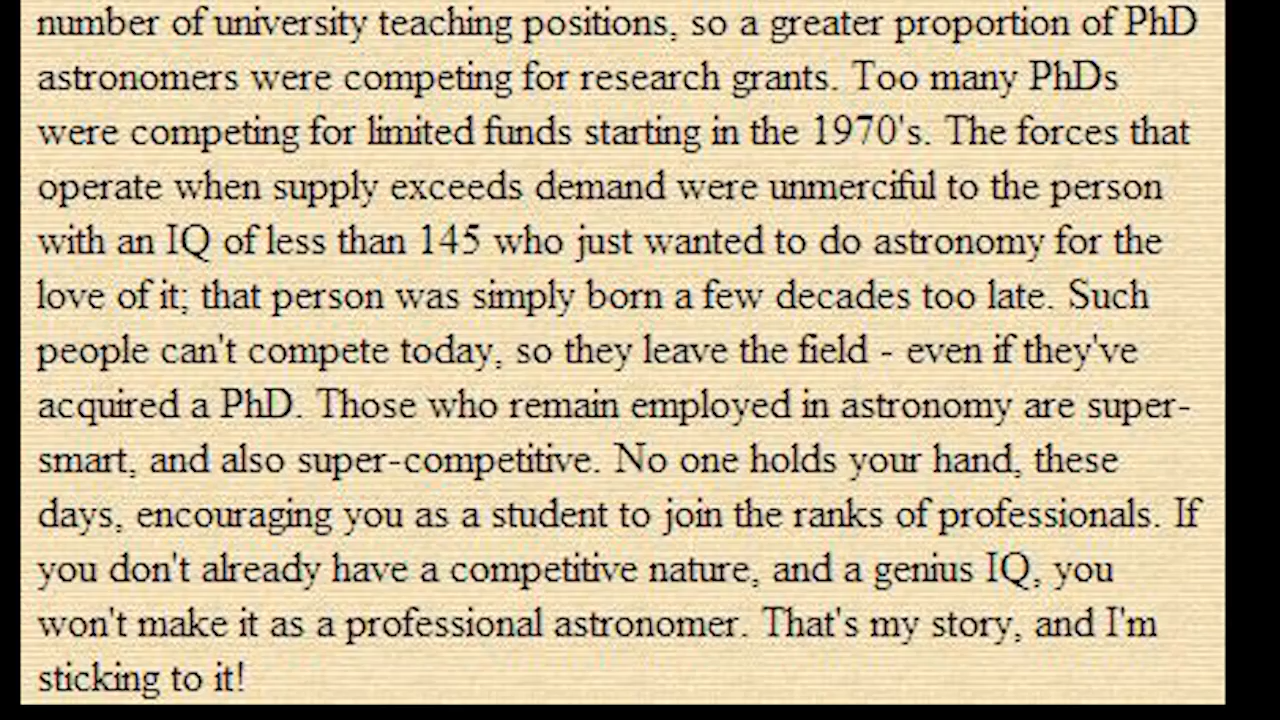 number of university teaching positions, so a greater proportion of PhD
astronomers were competing for research grants. Too many PhDs
were competing for limited funds starting in the 1970's. The forces that
operate when supply exceeds demand were unmerciful to the person
with an IQ of less than 145 who just wanted to do astronomy for the
love of it; that person was simply born a few decades too late. Such
people can't compete today, so they leave the field - even if they've
acquired a PhD. Those who remain employed in astronomy are super-
smart, and also super-competitive. No one holds your hand, these
days, encouraging you as a student to join the ranks of professionals. If
you don't already have a competitive nature, and a genius IQ, you
won't make it as a professional astronomer. That's my story, and I'm
sticking to it!